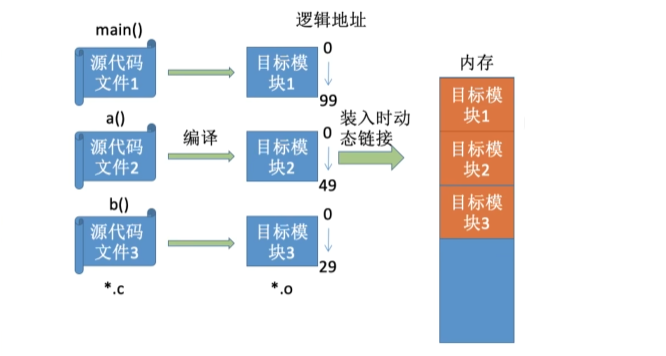 逻辑地址
main()
源代码
文件1
目标模
块1
0
99
内存
目标模
块1
目标模
块2
目标模
块3
a()
源代码
文件2
编译
目标模
块2
0
49
装入时动
态链接
b()
源代码
文件3
目标模
块3
0
29
*.c
*.o